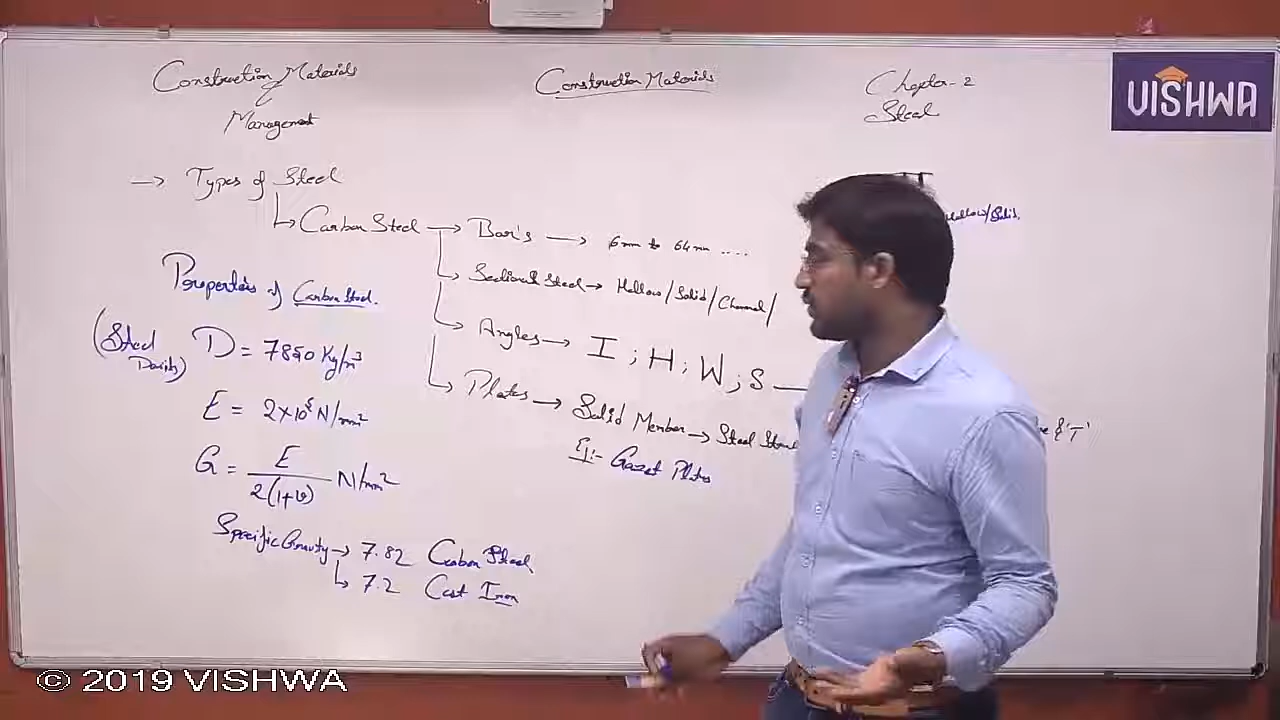 Construction Materials
&
Management
Construction Materials
Chapter-2
Steel
VISHWA
→ Types of Steel
Carbon Steel → Bar's → 6mm to 64mm ....
Sectional Steel → Hollow/Solid/Channel/
Hollow/Solid.
Angles → I ; H ; W ; S
Plates → Solid Member → Steel
& 'T'
Eg:- Gazet Plates
Properties of Carbon Steel.
(Steel Density) D = 7850 Kg/m³
E = 2×10⁵ N/mm²
G = E / 2(1+υ) N/mm²
Specific Gravity → 7.82 Carbon Steel
7.2 Cast Iron
© 2019 VISHWA